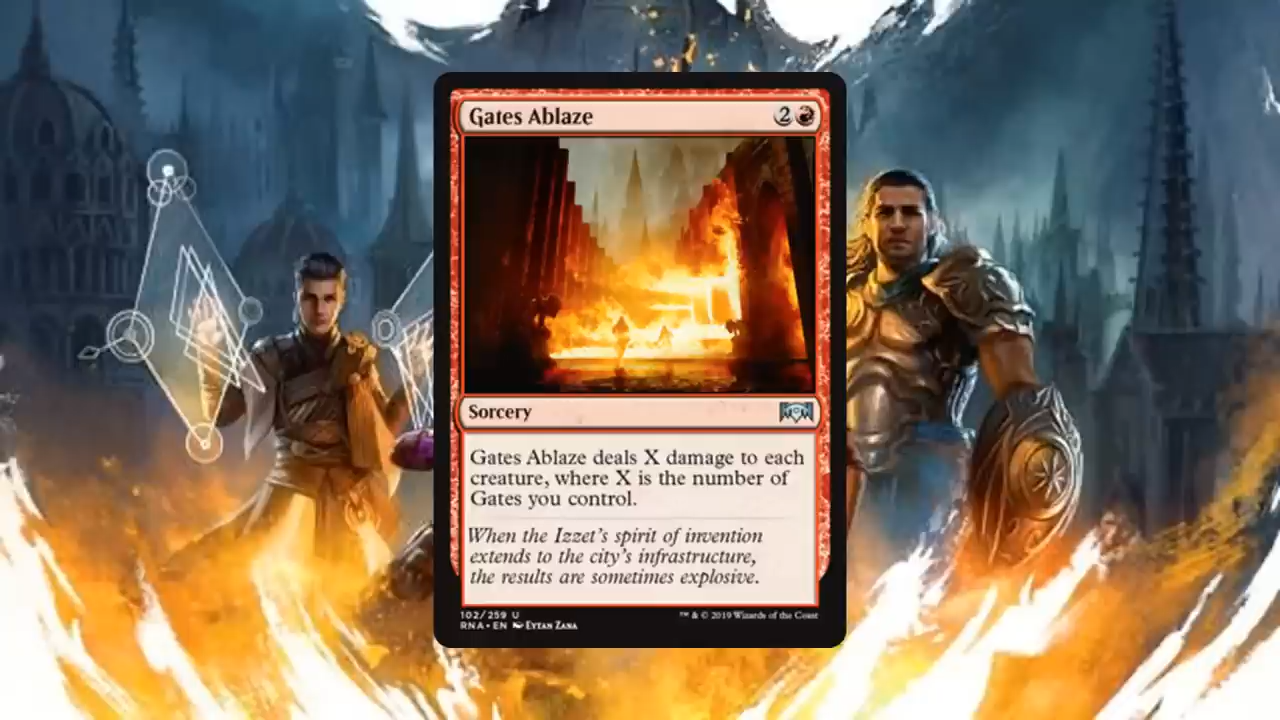 Gates Ablaze 2
Sorcery
Gates Ablaze deals X damage to each
creature, where X is the number of
Gates you control.
When the Izzet's spirit of invention
extends to the city's infrastructure,
the results are sometimes explosive.
102/259 U
RNA • EN Eytan Zana
™ & © 2019 Wizards of the Coast